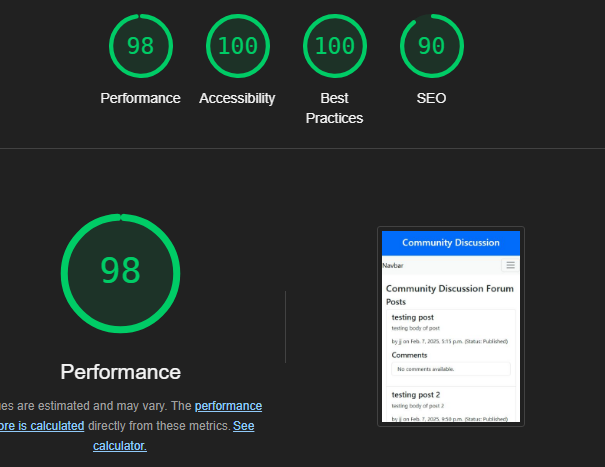 98 100 100 90
Performance Accessibility Best Practices SEO
98
Performance
es are estimated and may vary. The performance
ore is calculated directly from these metrics. See
calculator.
Community Discussion
Navbar
Community Discussion Forum
Posts
testing post
testing body of post
by jj on Feb. 7, 2025, 5:15 p.m. (Status: Published)
Comments
No comments available.
testing post 2
testing body of post 2
by jj on Feb. 7, 2025, 8:50 p.m. (Status: Published)